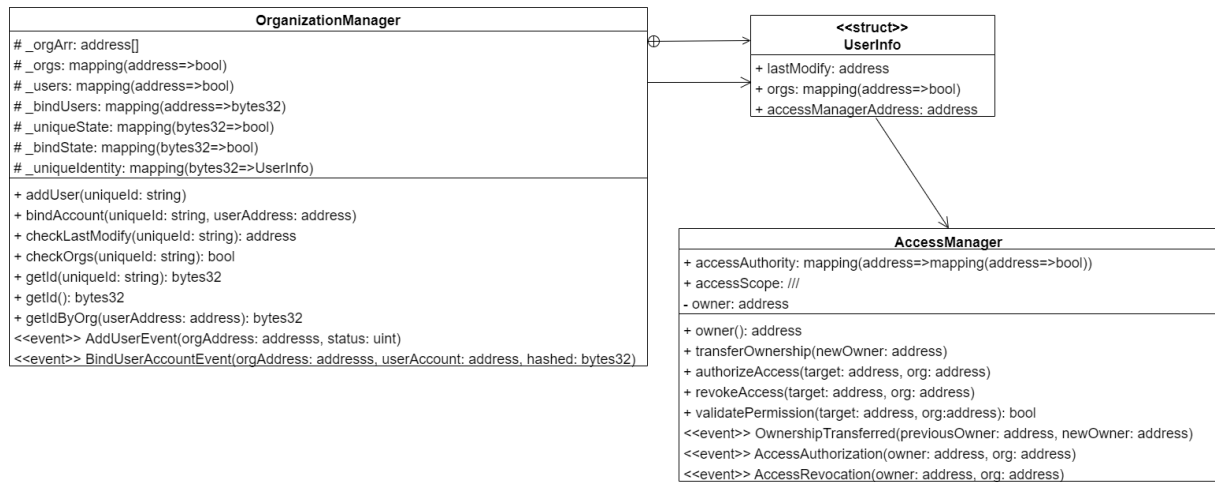 OrganizationManager
# _orgArr: address[]
# _orgs: mapping(address=>bool)
# _users: mapping(address=>bool)
# _bindUsers: mapping(address=>bytes32)
# _uniqueState: mapping(bytes32=>bool)
# _bindState: mapping(bytes32=>bool)
# _uniqueIdentity: mapping(bytes32=>UserInfo)
+ addUser(uniqueId: string)
+ bindAccount(uniqueId: string, userAddress: address)
+ checkLastModify(uniqueId: string): address
+ checkOrgs(uniqueId: string): bool
+ getId(uniqueId: string): bytes32
+ getId(): bytes32
+ getIdByOrg(userAddress: address): bytes32
<<event>> AddUserEvent(orgAddress: addresss, status: uint)
<<event>> BindUserAccountEvent(orgAddress: addresss, userAccount: address, hashed: bytes32)
<<struct>>
UserInfo
+ lastModify: address
+ orgs: mapping(address=>bool)
+ accessManagerAddress: address
AccessManager
+ accessAuthority: mapping(address=>mapping(address=>bool))
+ accessScope: ///
- owner: address
+ owner(): address
+ transferOwnership(newOwner: address)
+ authorizeAccess(target: address, org: address)
+ revokeAccess(target: address, org: address)
+ validatePermission(target: address, org:address): bool
<<event>> OwnershipTransferred(previousOwner: address, newOwner: address)
<<event>> AccessAuthorization(owner: address, org: address)
<<event>> AccessRevocation(owner: address, org: address)